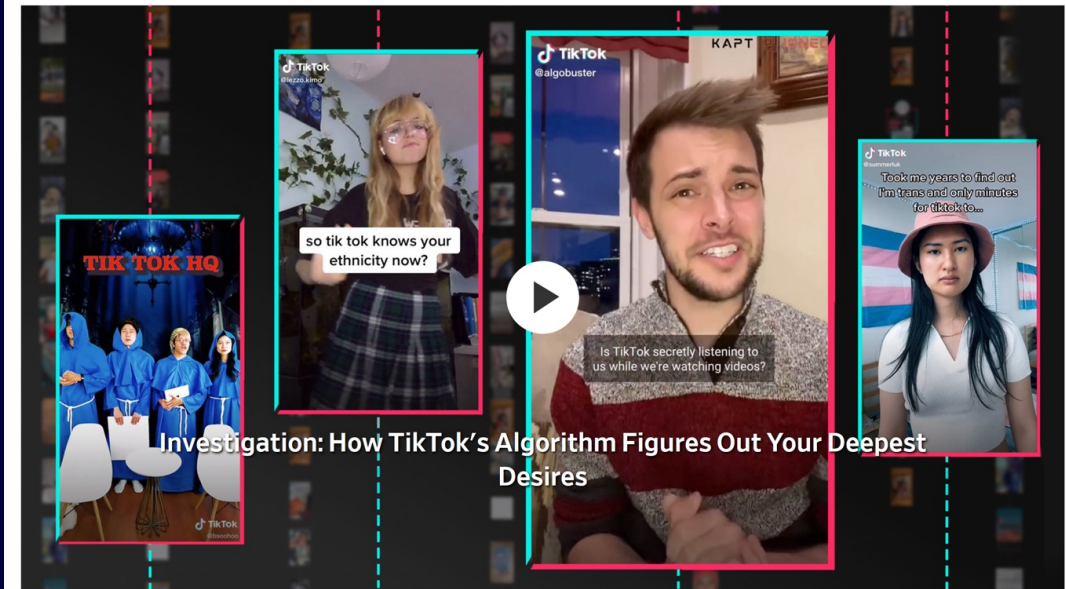 KAPT
TikTok
@algobuster
TikTok
@lezzo.kimo
so tik tok knows your
ethnicity now?
Is TikTok secretly listening to
us while we're watching videos?
TikTok
@summerluk
Took me years to find out
I'm trans and only minutes
for tiktok to...
TIK TOK HQ
TikTok
Investigation: How TikTok's Algorithm Figures Out Your Deepest
Desires